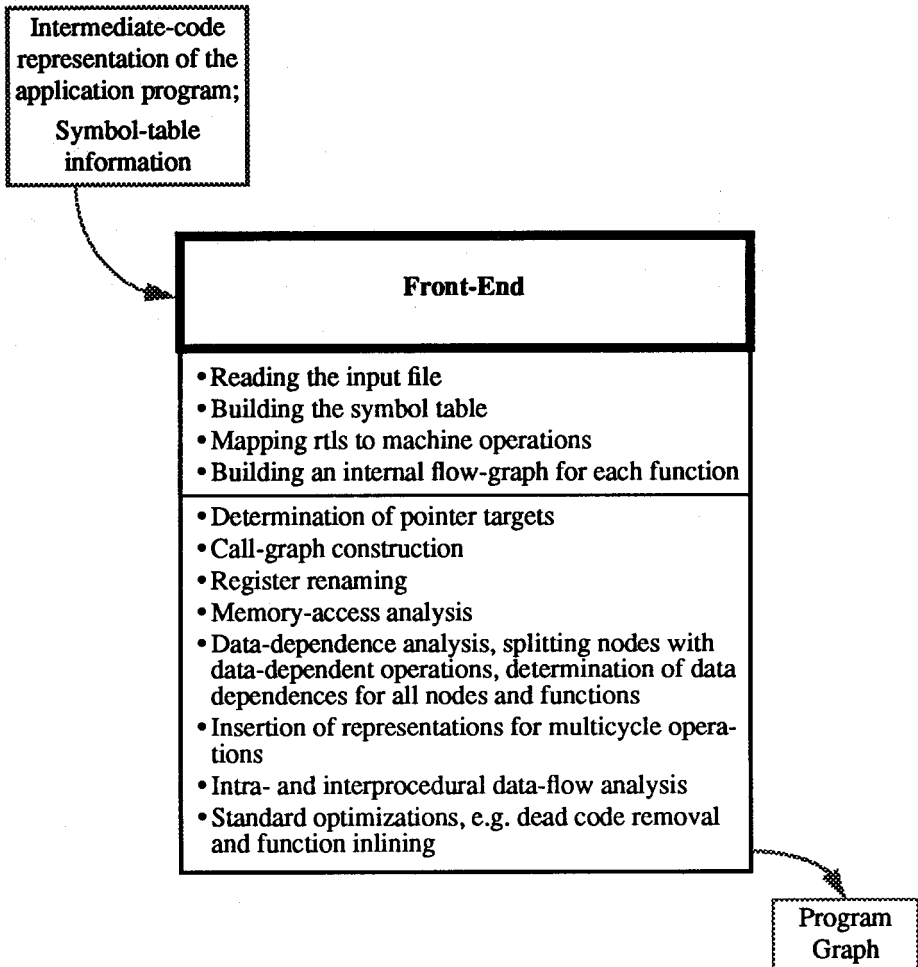 Intermediate-code
representation of the
application program;
Symbol-table
information
Front-End
• Reading the input file
• Building the symbol table
• Mapping rtls to machine operations
• Building an internal flow-graph for each function
• Determination of pointer targets
• Call-graph construction
• Register renaming
• Memory-access analysis
• Data-dependence analysis, splitting nodes with
data-dependent operations, determination of data
dependences for all nodes and functions
• Insertion of representations for multicycle opera-
tions
• Intra- and interprocedural data-flow analysis
• Standard optimizations, e.g. dead code removal
and function inlining
Program
Graph